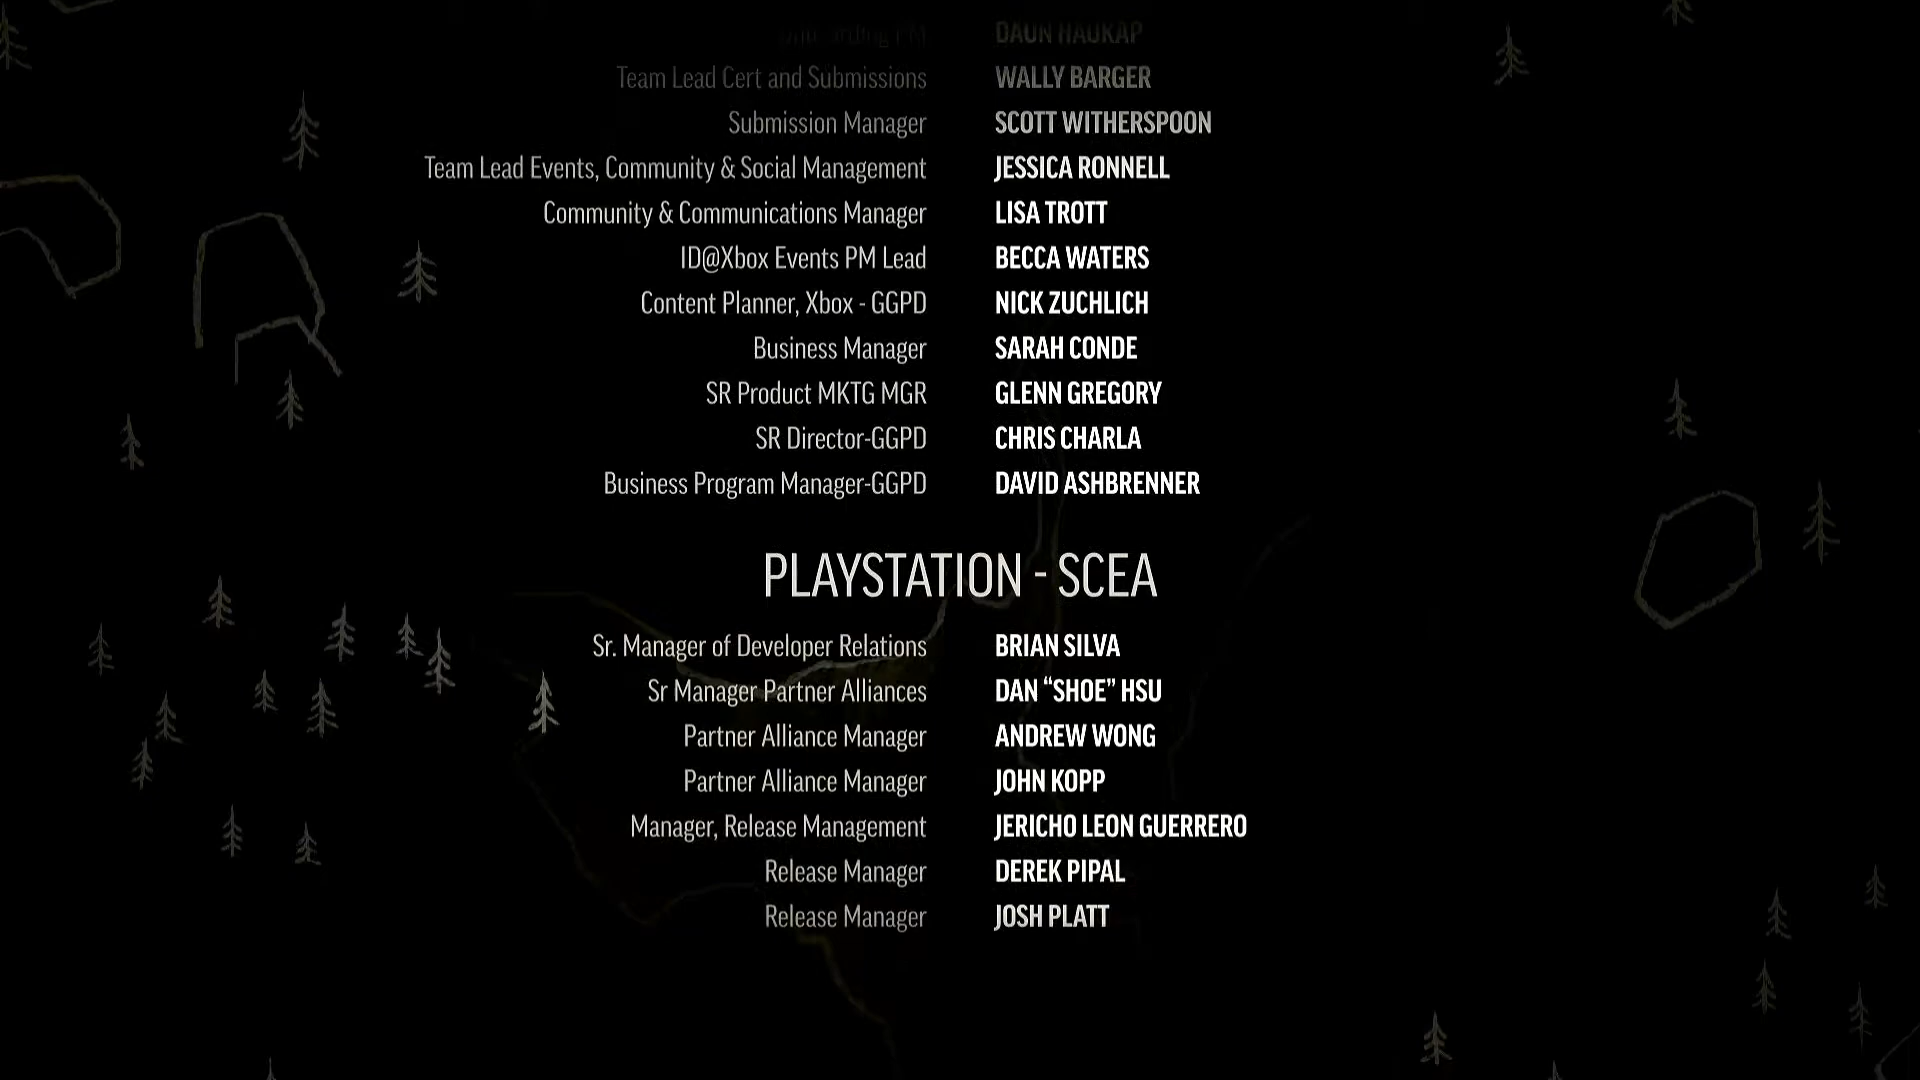 DAUN HAUKAP
Team Lead Cert and Submissions WALLY BARGER
Submission Manager SCOTT WITHERSPOON
Team Lead Events, Community & Social Management JESSICA RONNELL
Community & Communications Manager LISA TROTT
ID@Xbox Events PM Lead BECCA WATERS
Content Planner, Xbox - GGPD NICK ZUCHLICH
Business Manager SARAH CONDE
SR Product MKTG MGR GLENN GREGORY
SR Director-GGPD CHRIS CHARLA
Business Program Manager-GGPD DAVID ASHBRENNER
PLAYSTATION - SCEA
Sr. Manager of Developer Relations BRIAN SILVA
Sr Manager Partner Alliances DAN “SHOE” HSU
Partner Alliance Manager ANDREW WONG
Partner Alliance Manager JOHN KOPP
Manager, Release Management JERICHO LEON GUERRERO
Release Manager DEREK PIPAL
Release Manager JOSH PLATT